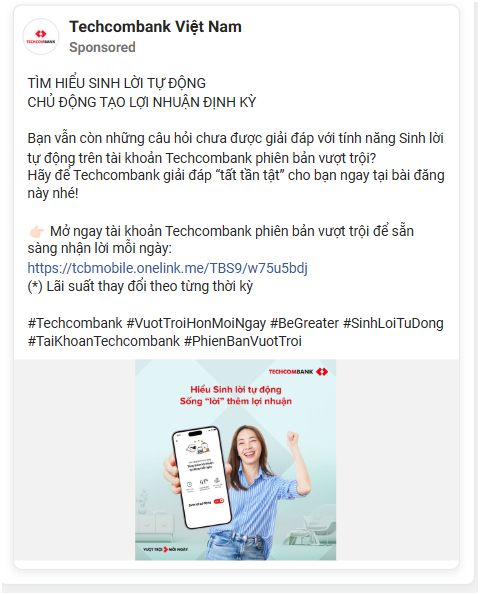 Techcombank Việt Nam
Sponsored
TECHCOMBANK
TÌM HIỂU SINH LỜI TỰ ĐỘNG
CHỦ ĐỘNG TẠO LỢI NHUẬN ĐỊNH KỲ
Bạn vẫn còn những câu hỏi chưa được giải đáp với tính năng Sinh lời
tự động trên tài khoản Techcombank phiên bản vượt trội?
Hãy để Techcombank giải đáp “tất tần tật” cho bạn ngay tại bài đăng
này nhé!
👉🏻 Mở ngay tài khoản Techcombank phiên bản vượt trội để sẵn
sàng nhận lời mỗi ngày:
https://tcbmobile.onelink.me/TBS9/w75u5bdj
(*) Lãi suất thay đổi theo từng thời kỳ
#Techcombank #VuotTroiHonMoiNgay #BeGreater #SinhLoiTuDong
#TaiKhoanTechcombank #PhienBanVuotTroi
TECHCOMBANK
Hiểu Sinh lời tự động
Sống “lời” thêm lợi nhuận
VƯỢT TRỘI MỖI NGÀY